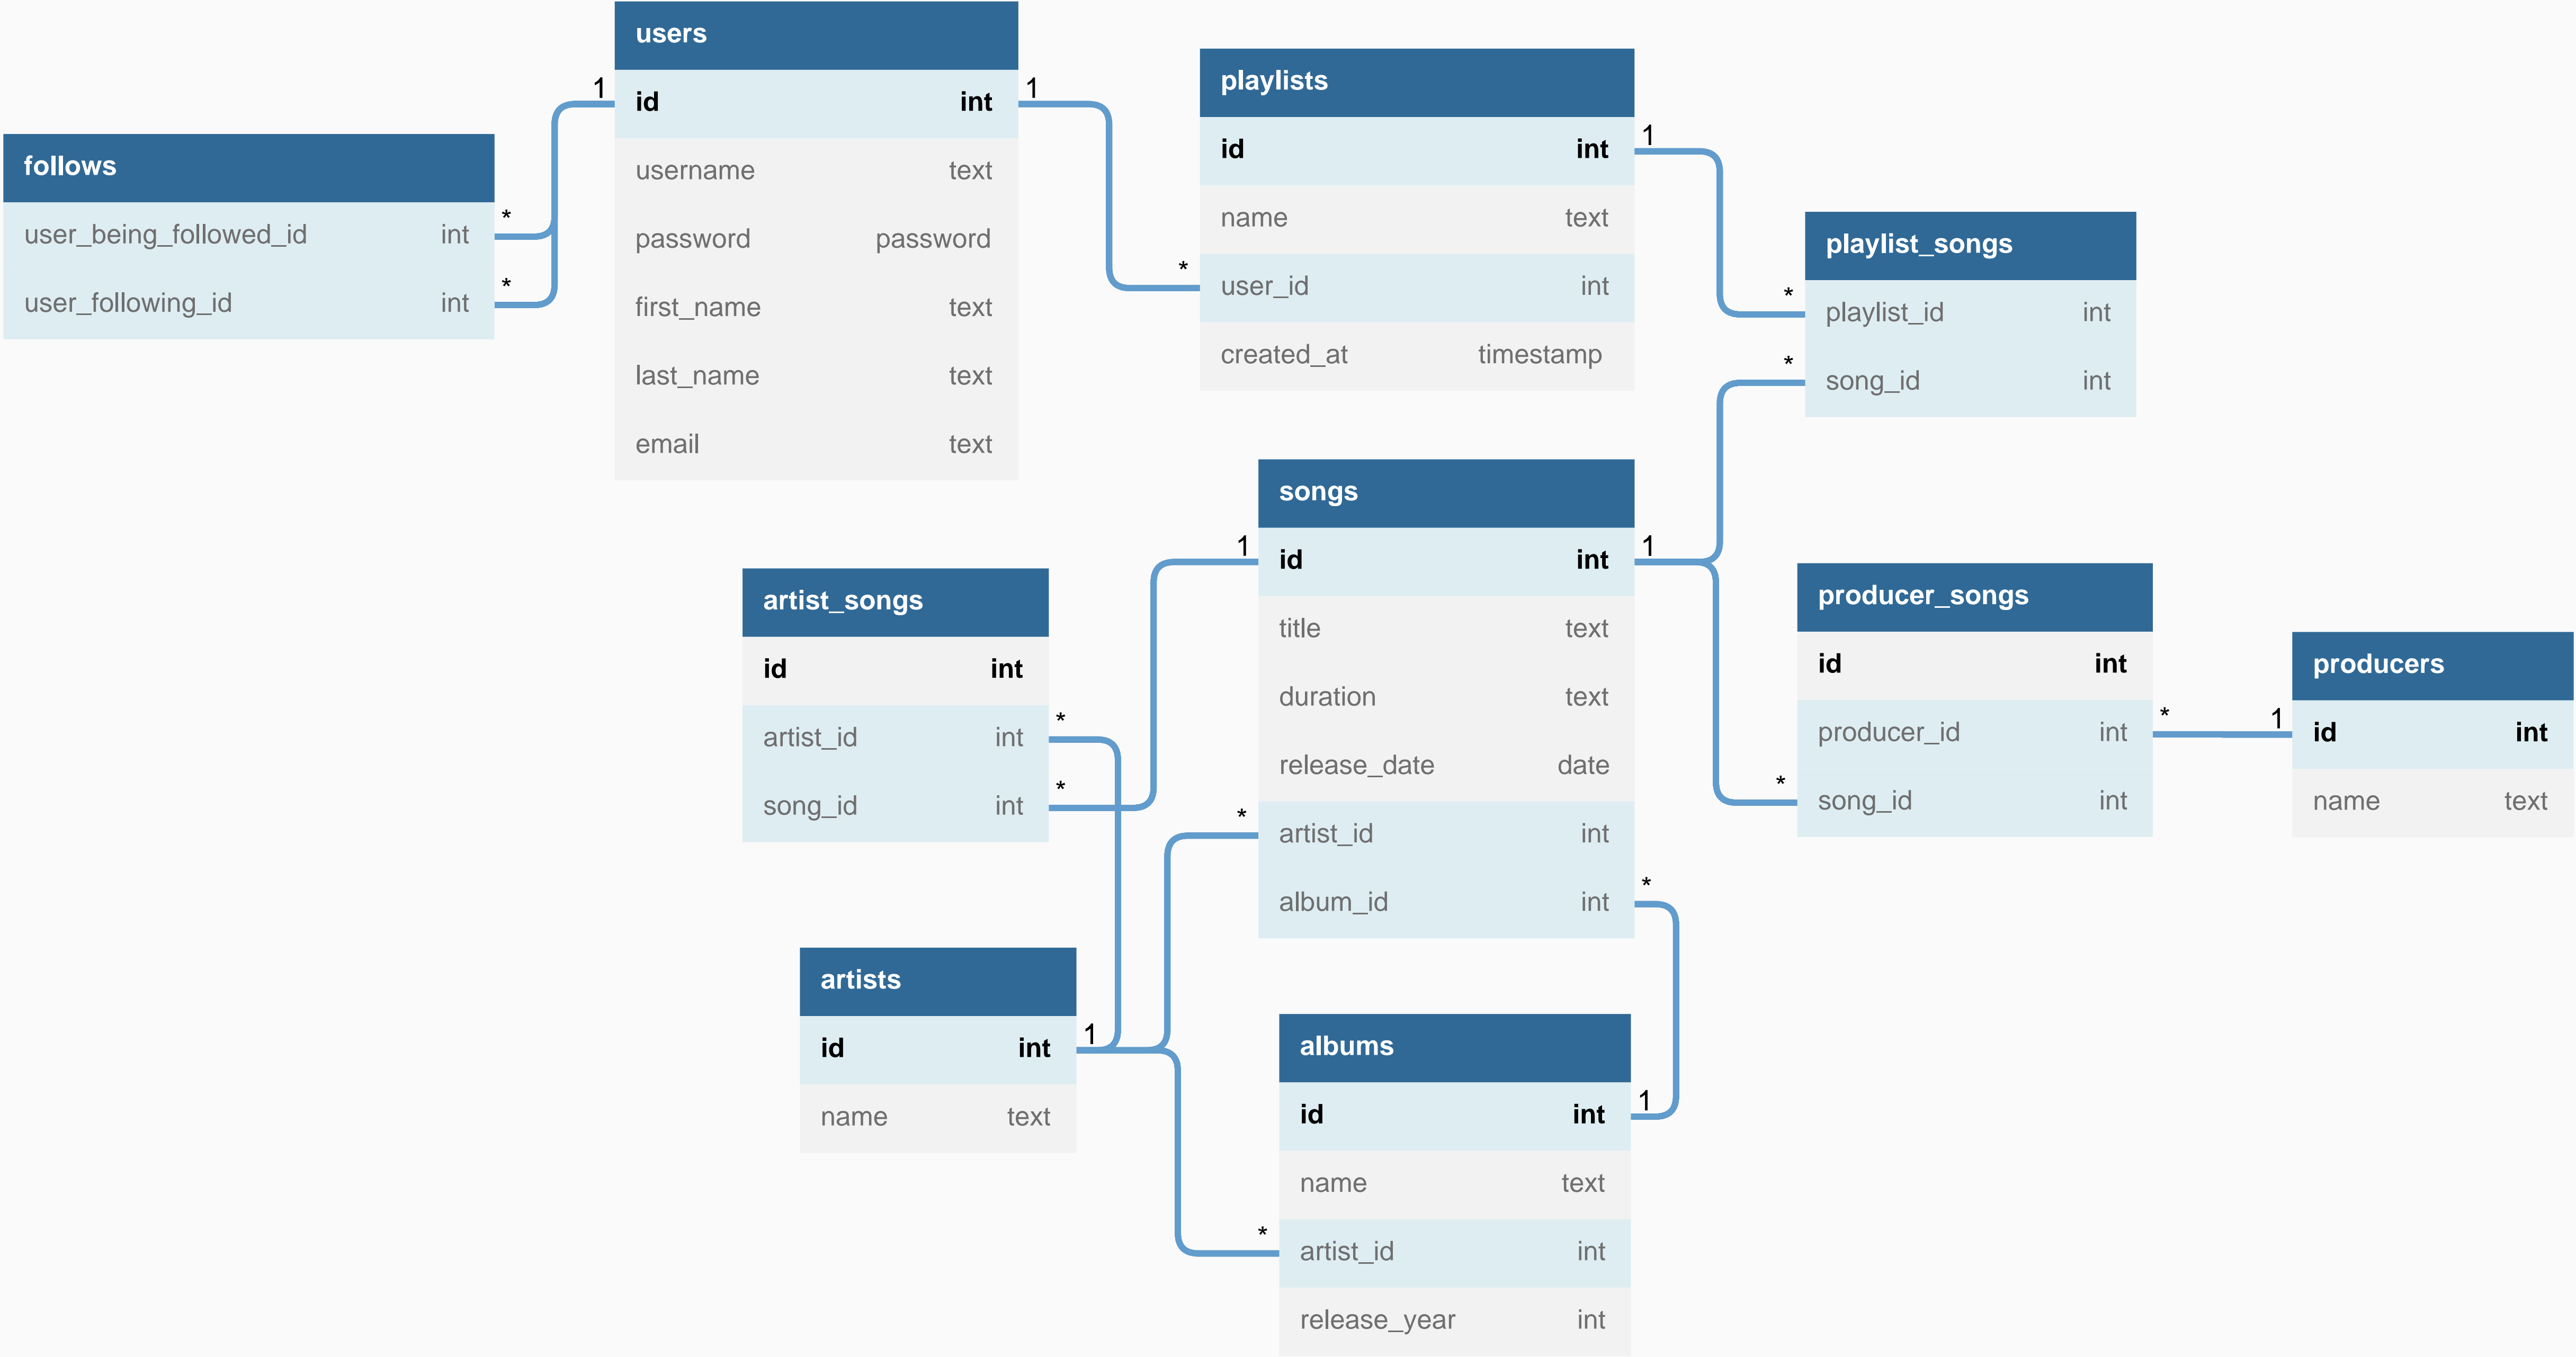 users
1 id int 1
username text
password password
first_name text
last_name text
email text
follows
user_being_followed_id int *
user_following_id int *
playlists
id int 1
name text
* user_id int
created_at timestamp
playlist_songs
* playlist_id int
* song_id int
songs
1 id int 1
title text
duration text
release_date date
* artist_id int
album_id int *
artist_songs
id int
artist_id int *
song_id int *
producer_songs
id int
producer_id int *
* song_id int
producers
1 id int
name text
artists
id int 1
name text
albums
id int 1
name text
* artist_id int
release_year int